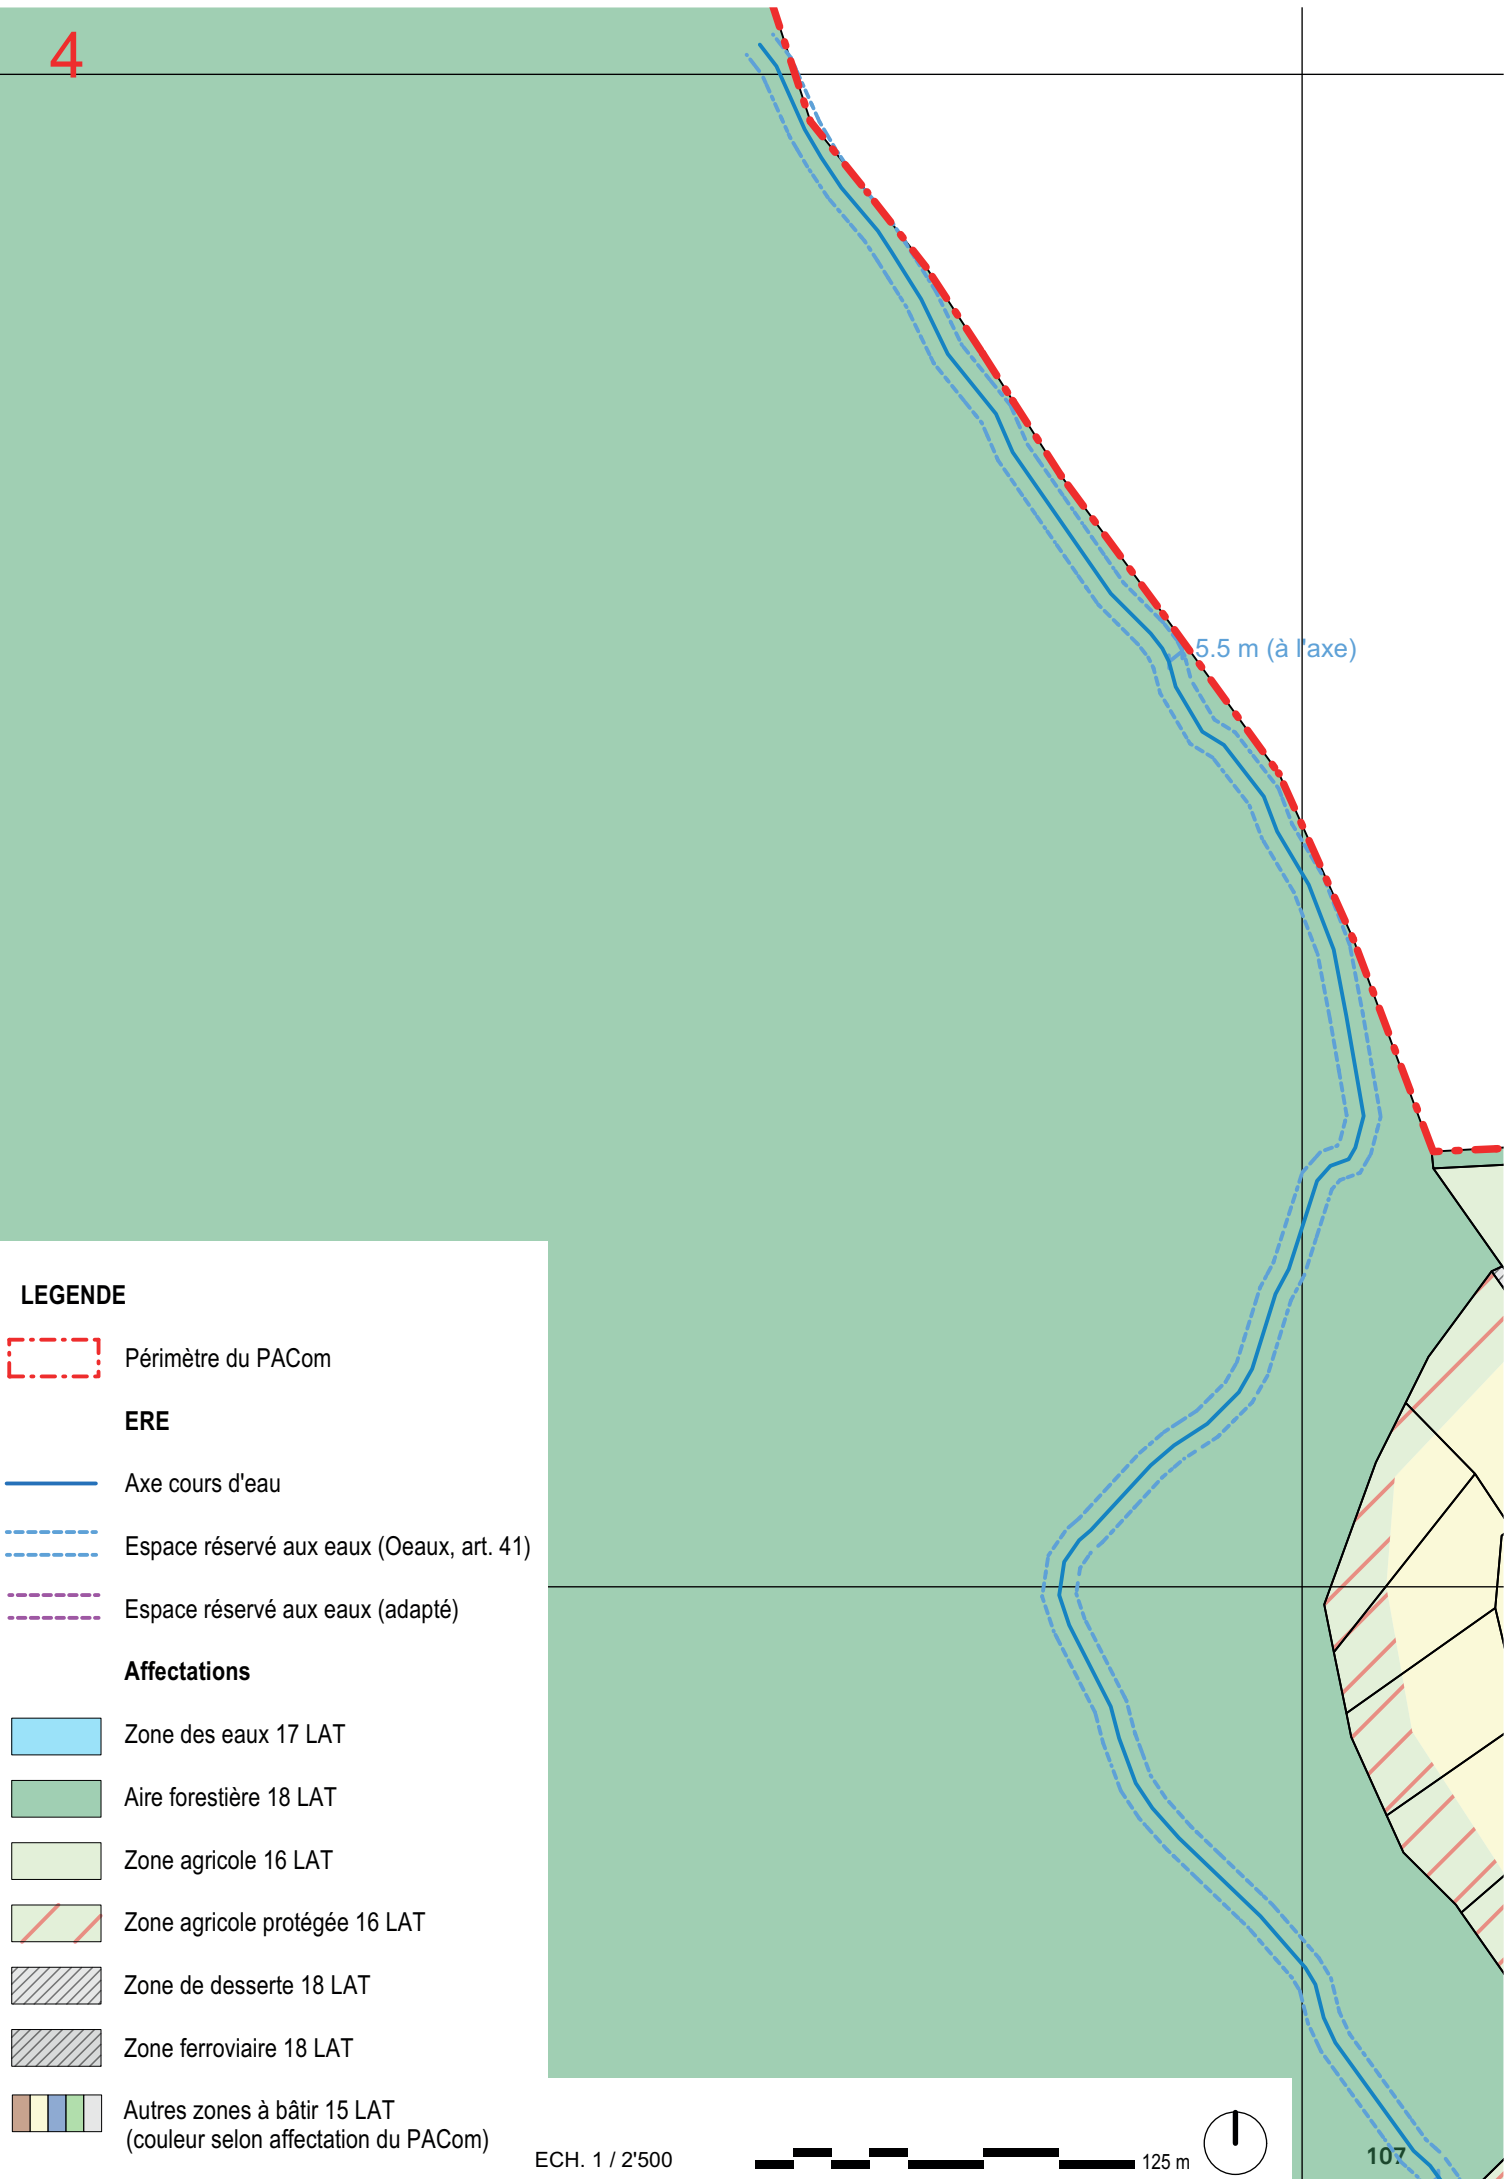 4
5.5 m (à l'axe)
LEGENDE
Périmètre du PACom
ERE
Axe cours d'eau
Espace réservé aux eaux (Oeaux, art. 41)
Espace réservé aux eaux (adapté)
Affectations
Zone des eaux 17 LAT
Aire forestière 18 LAT
Zone agricole 16 LAT
Zone agricole protégée 16 LAT
Zone de desserte 18 LAT
Zone ferroviaire 18 LAT
Autres zones à bâtir 15 LAT
(couleur selon affectation du PACom)
ECH. 1 / 2'500
125 m
107